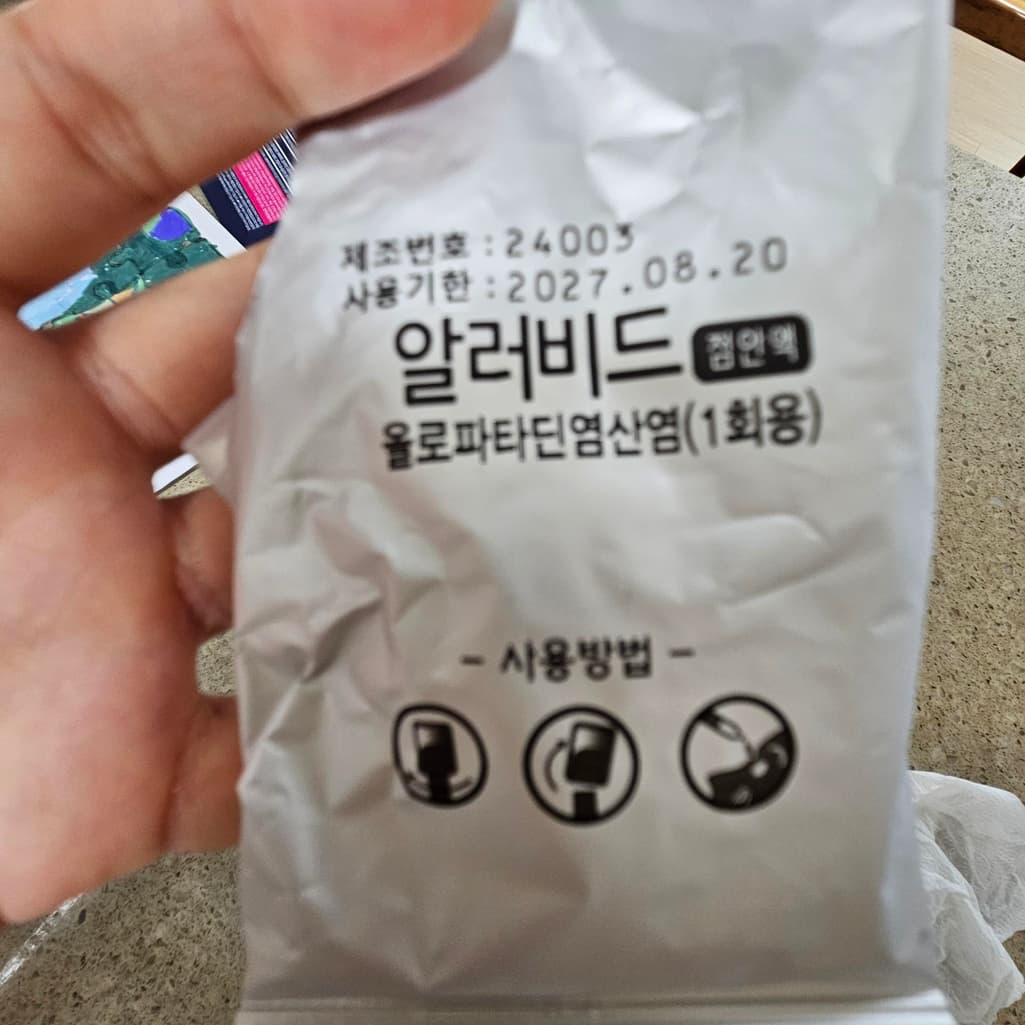 제조번호 : 24003
사용기한 : 2027.08.20
알러비드 점안액
올로파타딘염산염(1회용)
- 사용방법 -